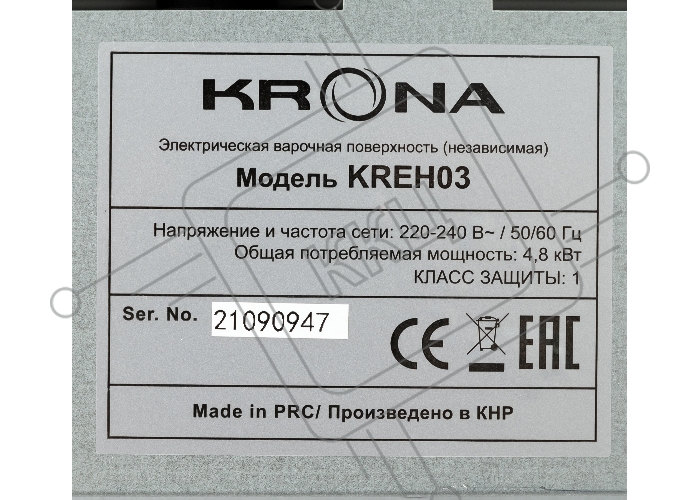 KRONA
Электрическая варочная поверхность (независимая)
Модель KREH03
Напряжение и частота сети: 220-240 В~ / 50/60 Гц
Общая потребляемая мощность: 4,8 кВт
КЛАСС ЗАЩИТЫ: 1
Ser. No. 21090947
CE EAC
Made in PRC/ Произведено в КНР
ККЦ